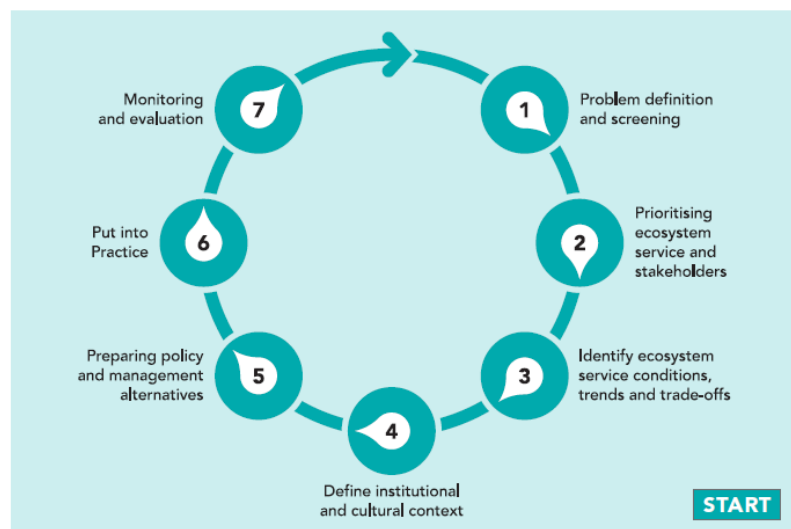 1
Problem definition
and screening
2
Prioritising
ecosystem
service and
stakeholders
3
Identify ecosystem
service conditions,
trends and trade-offs
4
Define institutional
and cultural context
5
Preparing policy
and management
alternatives
6
Put into
Practice
7
Monitoring
and evaluation
START